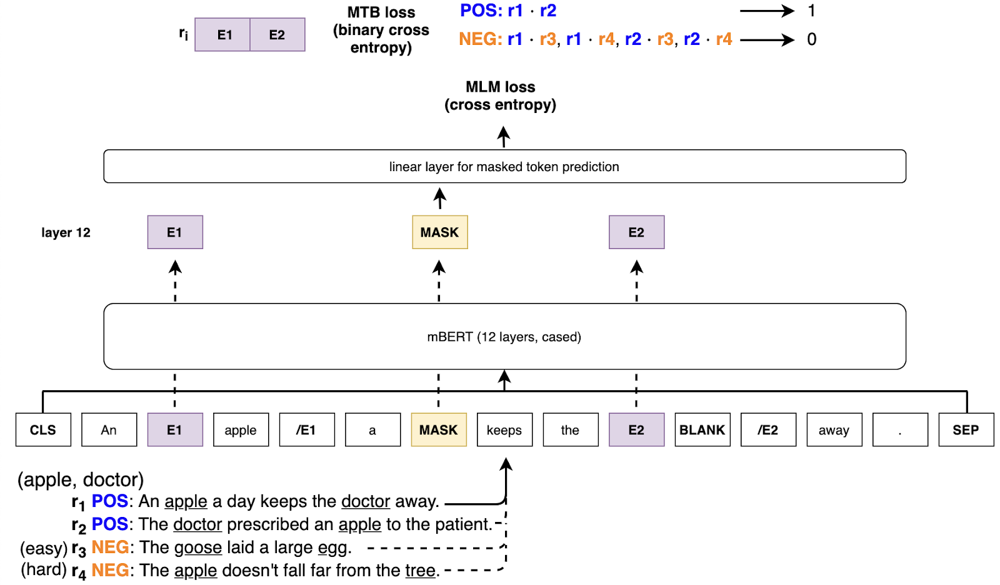 r_i E1 E2
MTB loss
(binary cross
entropy)
POS: r1 · r2 1
NEG: r1 · r3, r1 · r4, r2 · r3, r2 · r4 0
MLM loss
(cross entropy)
linear layer for masked token prediction
layer 12 E1 MASK E2
mBERT (12 layers, cased)
CLS An E1 apple /E1 a MASK keeps the E2 BLANK /E2 away . SEP
(apple, doctor)
r1 POS: An apple a day keeps the doctor away.
r2 POS: The doctor prescribed an apple to the patient.
(easy) r3 NEG: The goose laid a large egg.
(hard) r4 NEG: The apple doesn't fall far from the tree.